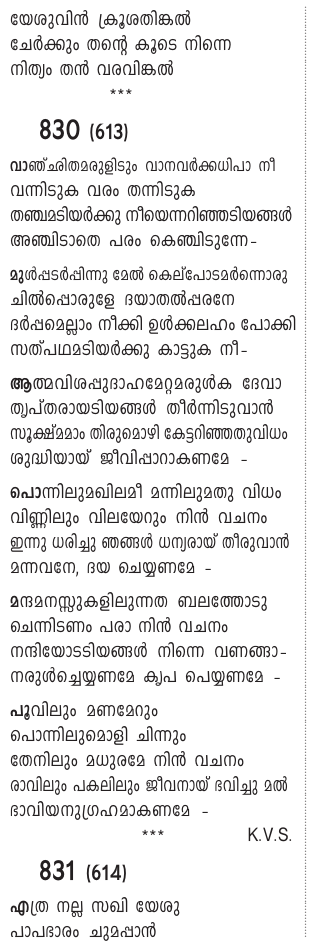 യേശുവിൻ ക്രൂശതിങ്കൽ
ചേർക്കും തന്റെ കൂടെ നിന്നെ
നിത്യം തൻ വരവിങ്കൽ
***
830 (613)
വാഞ്ഛിതമരുളിടും വാനവർക്കധിപാ നീ
വന്നിടുക വരം തന്നിടുക
തഞ്ചമടിയർക്കു നീയെന്നറിഞ്ഞടിയങ്ങൾ
അഞ്ചിടാതെ പരം കെഞ്ചിടുന്നേ-
മുൾപ്പടർപ്പിന്നു മേൽ കെല്പോടമർന്നൊരു
ചിൽപ്പൊരുളേ ദയാതൽപ്പരനേ
ദർപ്പമെല്ലാം നീക്കി ഉൾക്കലഹം പോക്കി
സത്പഥമടിയർക്കു കാട്ടുക നീ-
ആത്മവിശപ്പുദാഹമേറ്റമരുൾക ദേവാ
തൃപ്തരായടിയങ്ങൾ തീർന്നിടുവാൻ
സൂക്ഷ്മമാം തിരുമൊഴി കേട്ടറിഞ്ഞതുവിധം
ശുദ്ധിയായ് ജീവിപ്പാറാകണമേ -
പൊന്നിലുമഖിലമീ മന്നിലുമതു വിധം
വിണ്ണിലും വിലയേറും നിൻ വചനം
ഇന്നു ധരിച്ചു ഞങ്ങൾ ധന്യരായ് തീരുവാൻ
മന്നവനേ, ദയ ചെയ്യണമേ -
മന്ദമനസ്സുകളിലുന്നത ബലത്തോടു
ചെന്നിടണം പരാ നിൻ വചനം
നന്ദിയോടടിയങ്ങൾ നിന്നെ വണങ്ങാ-
നരുൾച്ചെയ്യണമേ കൃപ പെയ്യണമേ -
പൂവിലും മണമേറും
പൊന്നിലുമൊളി ചിന്നും
തേനിലും മധുരമേ നിൻ വചനം
രാവിലും പകലിലും ജീവനായ് ഭവിച്ചു മൽ
ഭാവിയനുഗ്രഹമാകണമേ -
*** K.V.S.
831 (614)
എത്ര നല്ല സഖി യേശു
പാപഭാരം ചുമപ്പാൻ